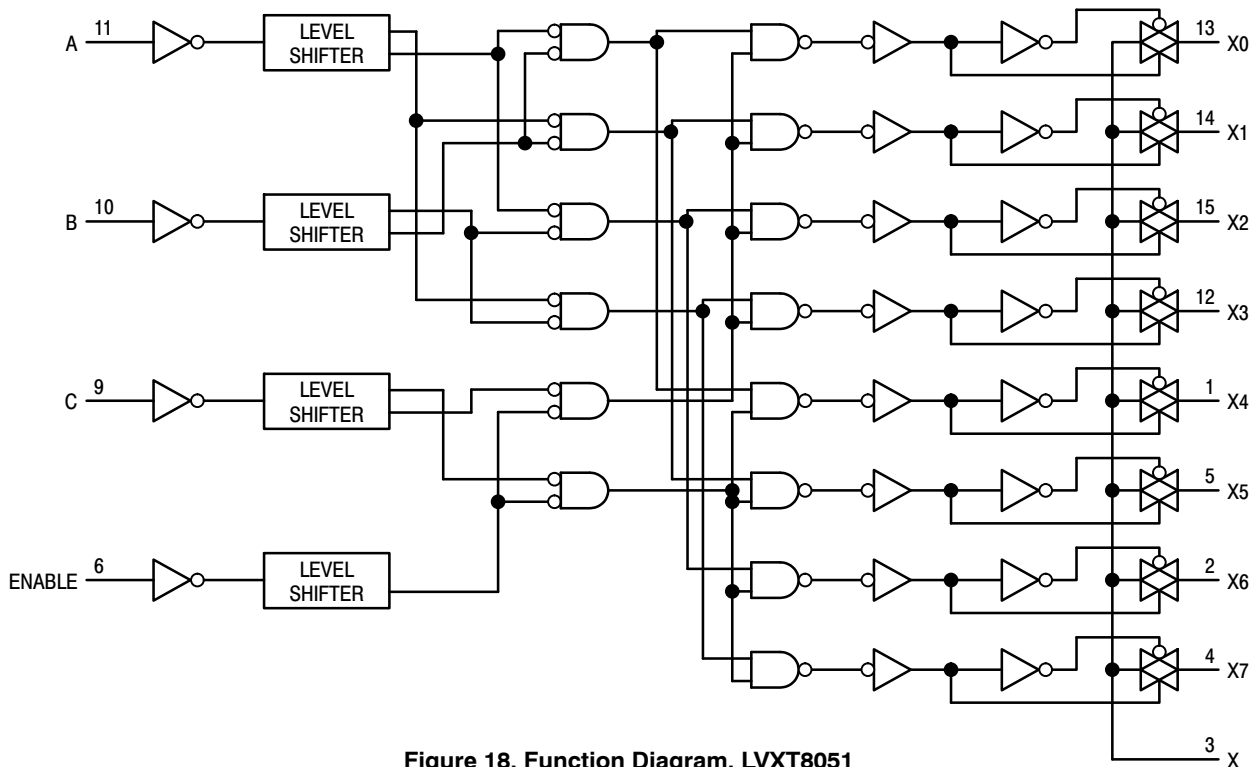 A 11
LEVEL
SHIFTER
13 X0
14 X1
B 10
LEVEL
SHIFTER
15 X2
12 X3
C 9
LEVEL
SHIFTER
1 X4
5 X5
ENABLE 6
LEVEL
SHIFTER
2 X6
4 X7
3 X
Figure 18. Function Diagram, LVXT8051